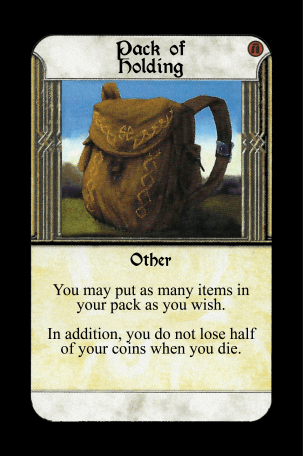 Pack of
Holding
Other
You may put as many items in
your pack as you wish.
In addition, you do not lose half
of your coins when you die.